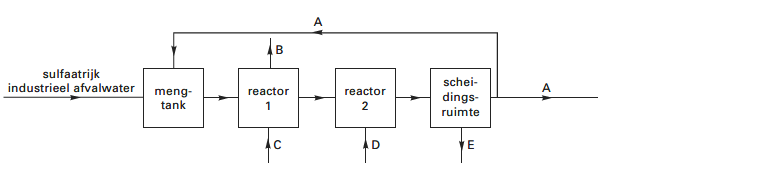 A
B
sulfaatrijk
industrieel afvalwater
meng-
tank
reactor
1
reactor
2
schei-
dings-
ruimte
A
C
D
E